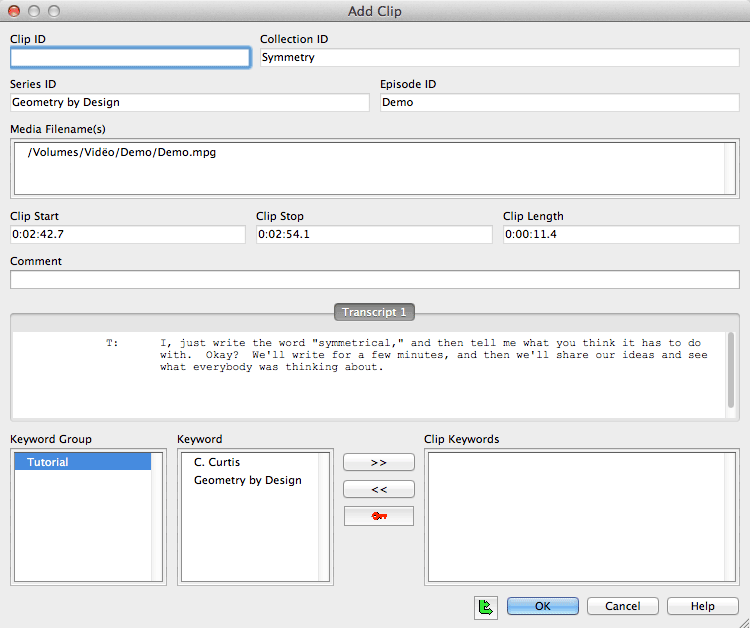 Add Clip
Clip ID
Collection ID
Symmetry
Series ID
Episode ID
Geometry by Design
Demo
Media Filename(s)
/Volumes/Vidëo/Demo/Demo.mpg
Clip Start
Clip Stop
Clip Length
0:02:42.7
0:02:54.1
0:00:11.4
Comment
Transcript 1
T: I, just write the word "symmetrical," and then tell me what you think it has to do
with. Okay? We'll write for a few minutes, and then we'll share our ideas and see
what everybody was thinking about.
Keyword Group
Keyword
Clip Keywords
Tutorial
C. Curtis
Geometry by Design
>>
<<
OK
Cancel
Help